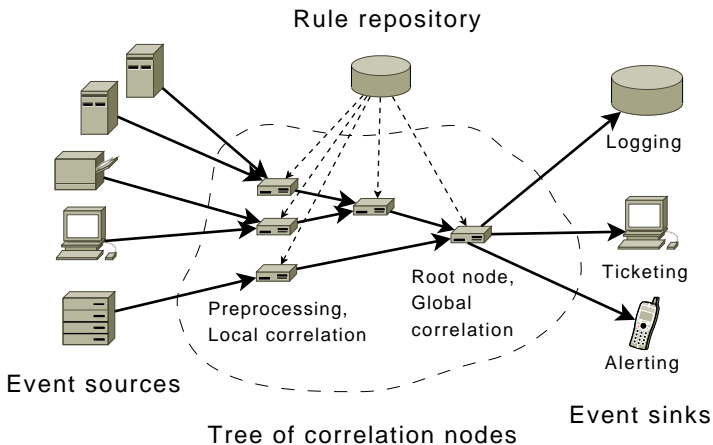 Rule repository
Logging
Ticketing
Preprocessing,
Local correlation
Root node,
Global
correlation
Alerting
Event sources
Event sinks
Tree of correlation nodes